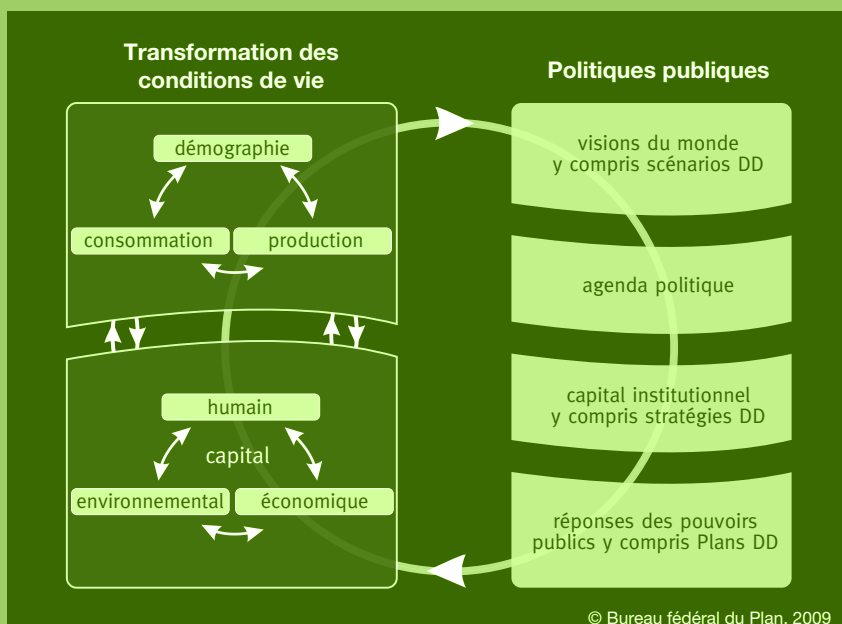 Transformation des
conditions de vie
démographie
consommation
production
humain
capital
environnemental
économique
Politiques publiques
visions du monde
y compris scénarios DD
agenda politique
capital institutionnel
y compris stratégies DD
réponses des pouvoirs
publics y compris Plans DD
© Bureau fédéral du Plan, 2009